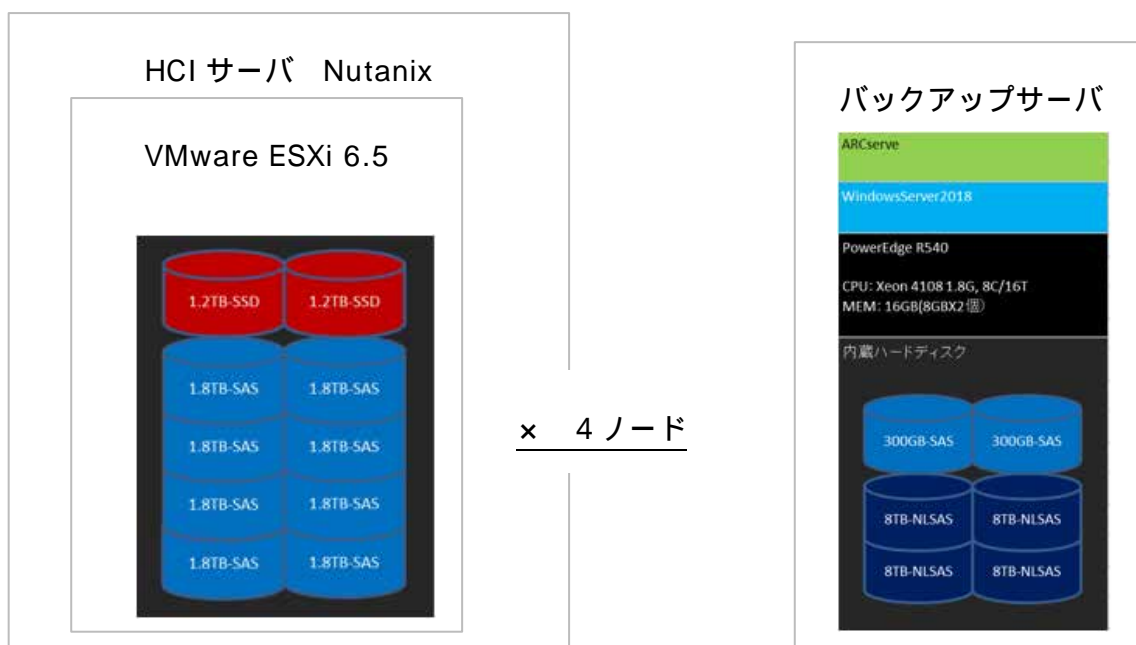 HCI サーバ Nutanix
VMware ESXi 6.5
1.2TB-SSD 1.2TB-SSD
1.8TB-SAS 1.8TB-SAS
1.8TB-SAS 1.8TB-SAS
1.8TB-SAS 1.8TB-SAS
1.8TB-SAS 1.8TB-SAS
× 4 ノード
バックアップサーバ
ARCserve
WindowsServer2018
PowerEdge R540
CPU: Xeon 4108 1.8G, 8C/16T
MEM: 16GB(8GBX2個)
内蔵ハードディスク
300GB-SAS 300GB-SAS
8TB-NLSAS 8TB-NLSAS
8TB-NLSAS 8TB-NLSAS